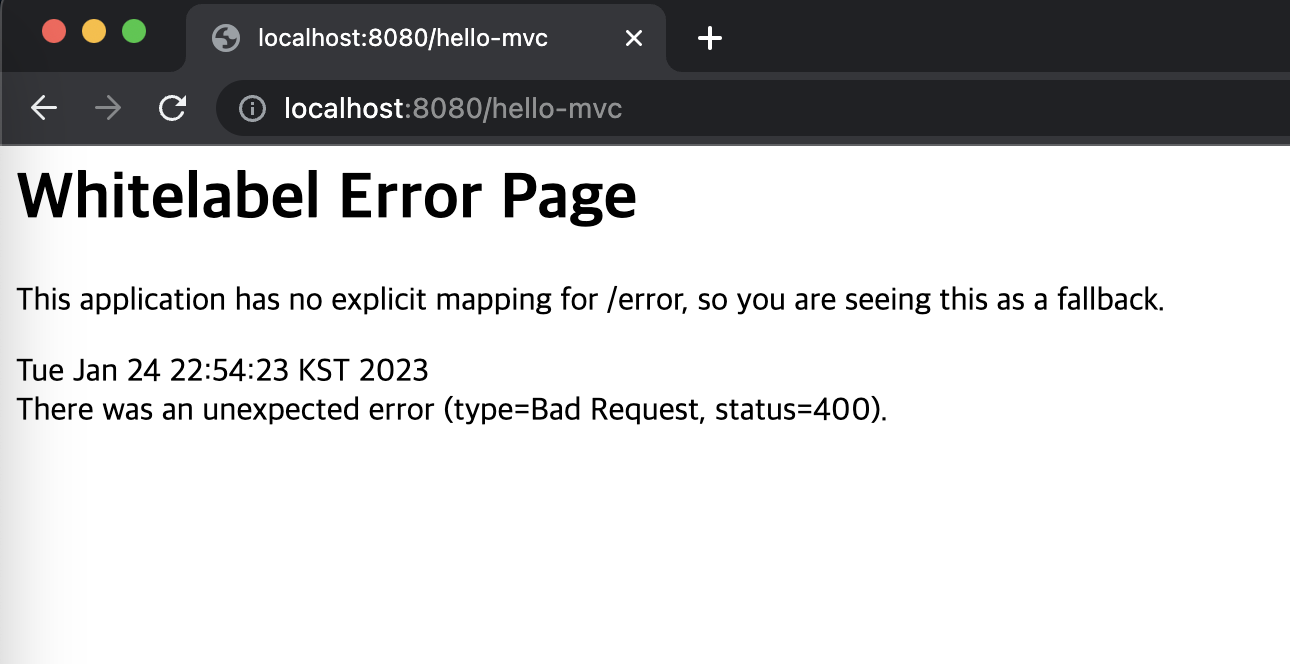 localhost:8080/hello-mvc
localhost:8080/hello-mvc
Whitelabel Error Page
This application has no explicit mapping for /error, so you are seeing this as a fallback.
Tue Jan 24 22:54:23 KST 2023
There was an unexpected error (type=Bad Request, status=400).